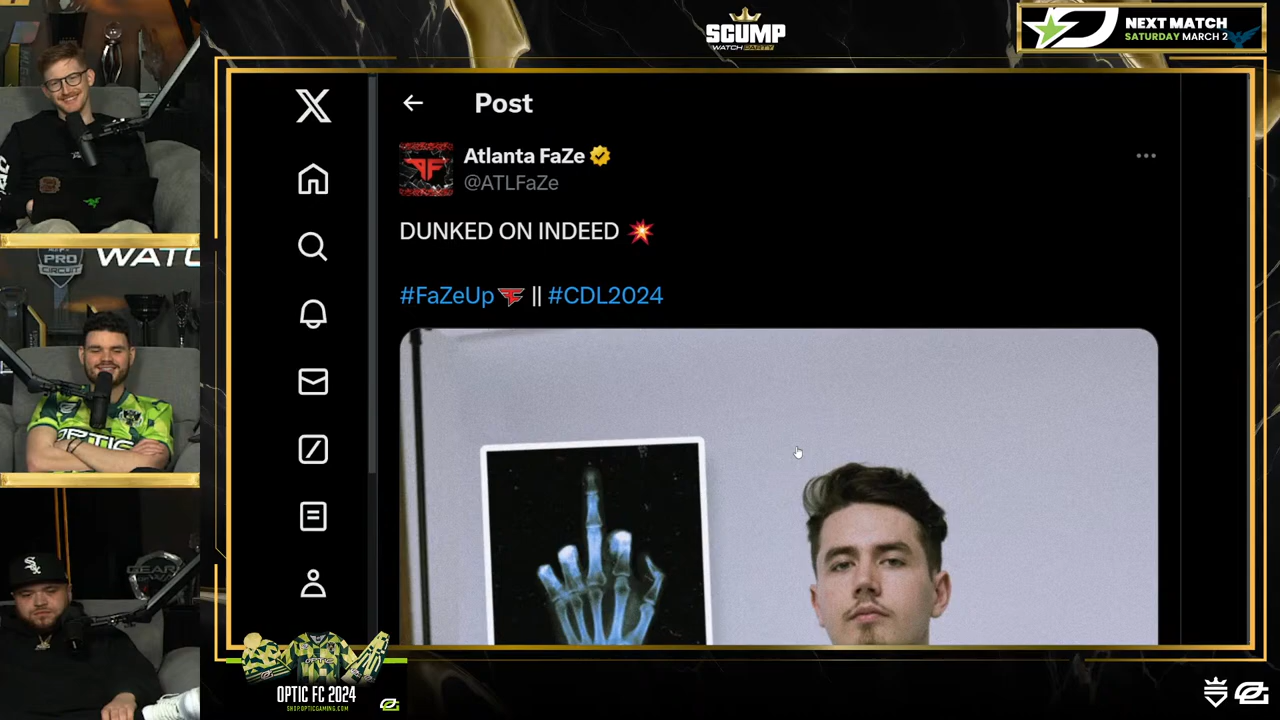 SCUMP
WATCH PARTY
NEXT MATCH
SATURDAY MARCH 2
Post
Atlanta FaZe
@ATLFaZe
DUNKED ON INDEED
#FaZeUp || #CDL2024
PRO
CIRCUIT
WATC
OPTIC
OPTIC FC 2024
SHOP.OPTICGAMING.COM